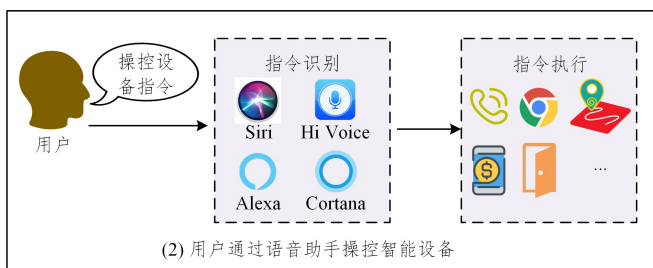 操控设
备指令
用户
指令识别
Siri
Hi Voice
Alexa
Cortana
指令执行
$
...
(2) 用户通过语音助手操控智能设备